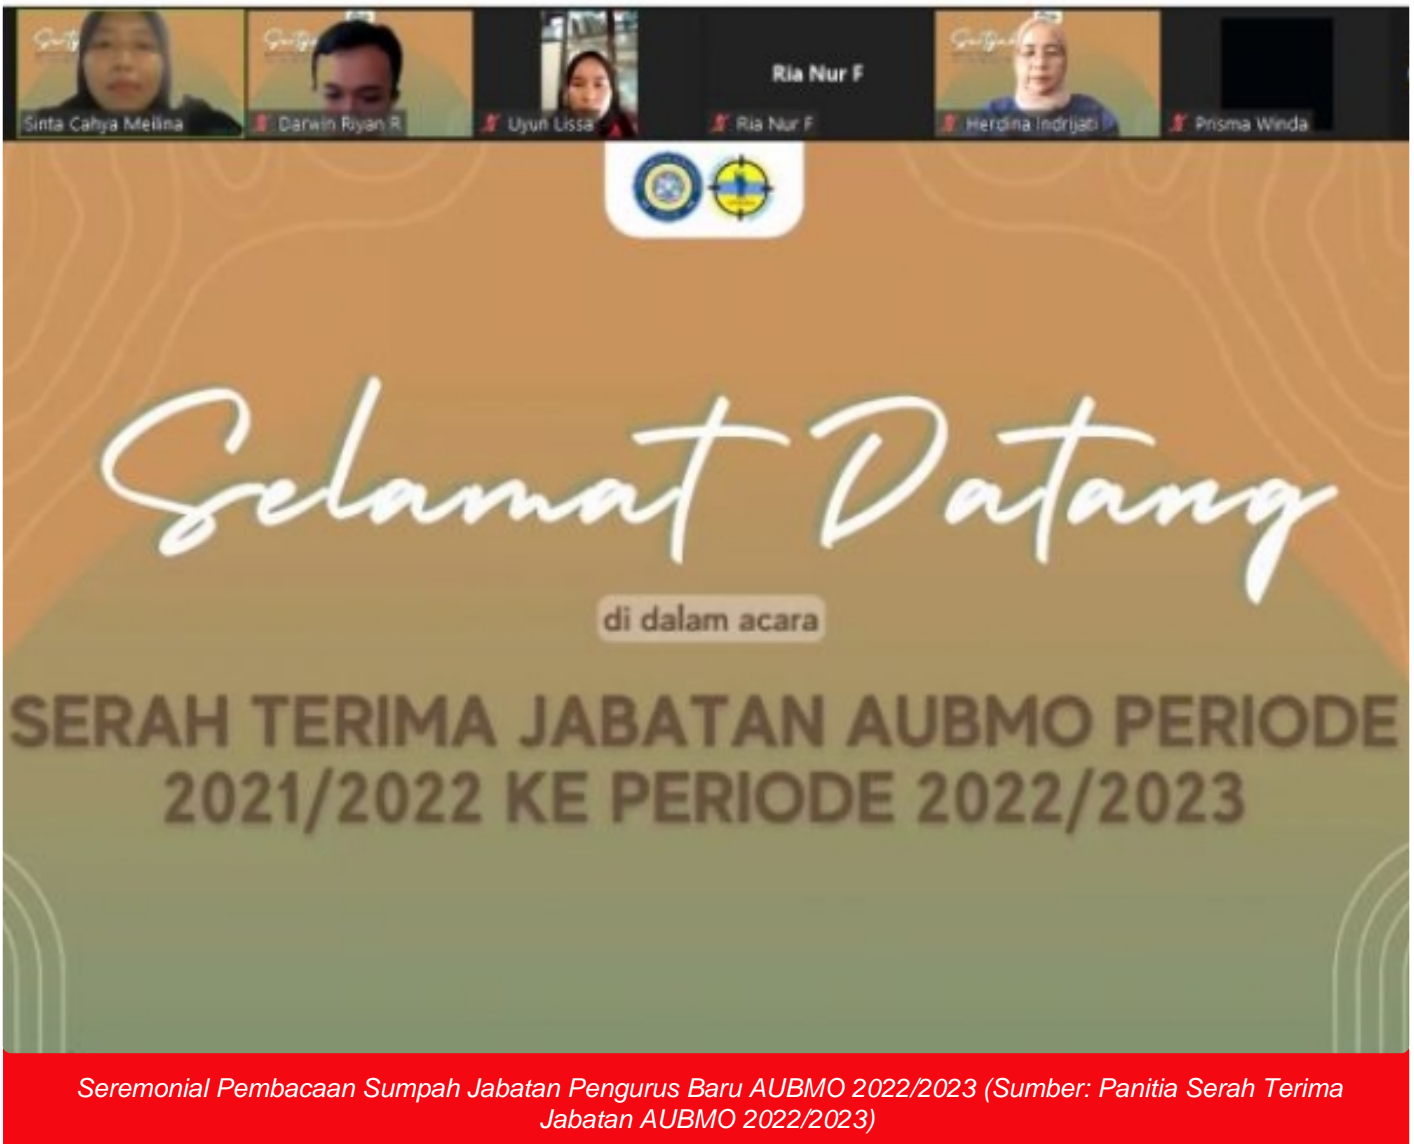 Sinta Cahya Meilina
Darwin Riyan R
Uyun Lissa
Ria Nur F
Ria Nur F
Herdina Indrijati
Prisma Winda
Selamat Datang
di dalam acara
SERAH TERIMA JABATAN AUBMO PERIODE
2021/2022 KE PERIODE 2022/2023
Seremonial Pembacaan Sumpah Jabatan Pengurus Baru AUBMO 2022/2023 (Sumber: Panitia Serah Terima
Jabatan AUBMO 2022/2023)